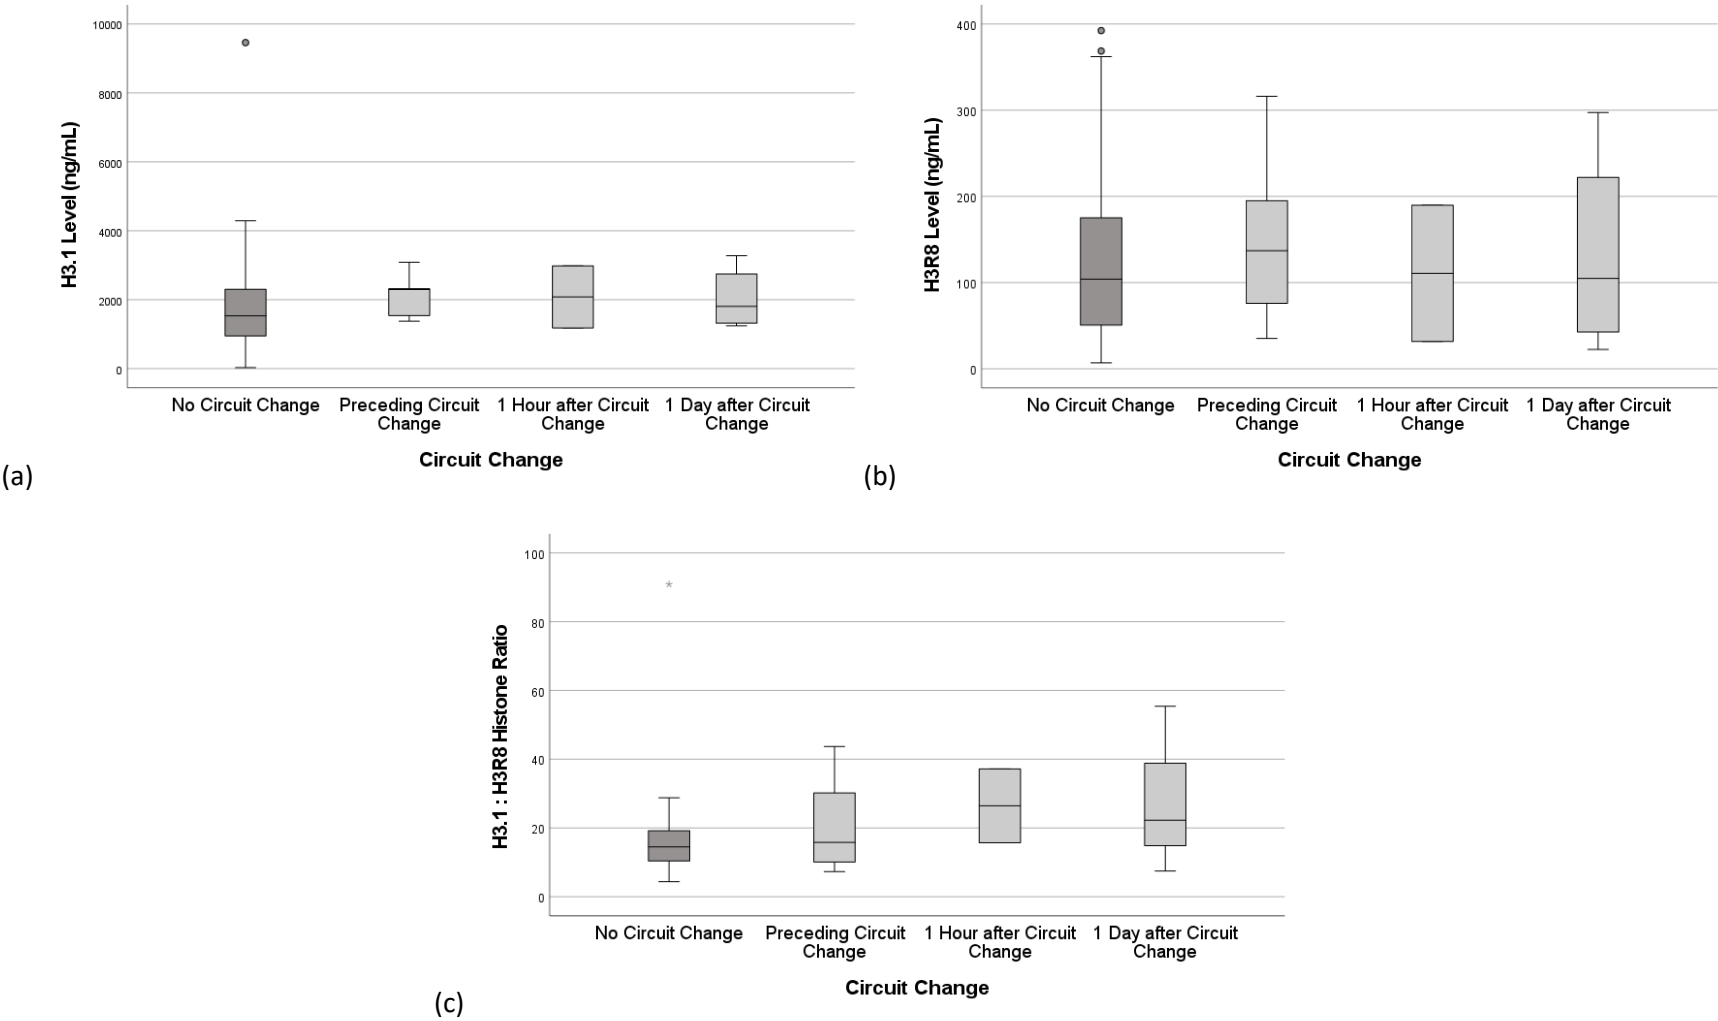 10000
8000
6000
4000
2000
0
H3.1 Level (ng/mL)
No Circuit Change
Preceding Circuit
Change
1 Hour after Circuit
Change
1 Day after Circuit
Change
Circuit Change
(a)
400
300
200
100
0
H3R8 Level (ng/mL)
No Circuit Change
Preceding Circuit
Change
1 Hour after Circuit
Change
1 Day after Circuit
Change
Circuit Change
(b)
100
80
60
40
20
0
H3.1 : H3R8 Histone Ratio
*
No Circuit Change
Preceding Circuit
Change
1 Hour after Circuit
Change
1 Day after Circuit
Change
Circuit Change
(c)